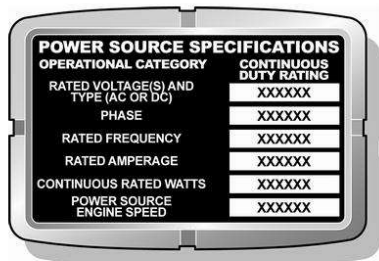 POWER SOURCE SPECIFICATIONS
OPERATIONAL CATEGORY CONTINUOUS DUTY RATING
RATED VOLTAGE(S) AND TYPE (AC OR DC) XXXXXX
PHASE XXXXXX
RATED FREQUENCY XXXXXX
RATED AMPERAGE XXXXXX
CONTINUOUS RATED WATTS XXXXXX
POWER SOURCE ENGINE SPEED XXXXXX